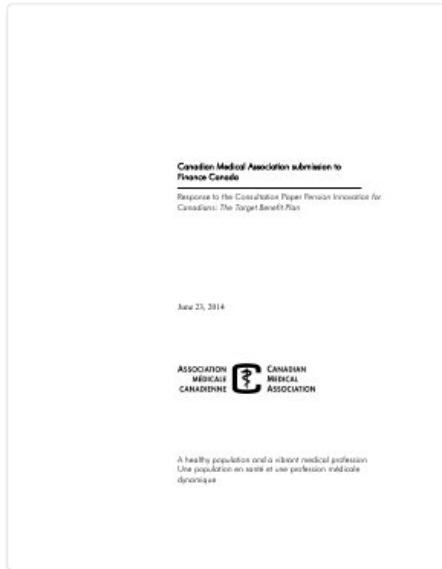 Canadian Medical Association submission to
Finance Canada
Response to the Consultation Paper Pension Innovation for
Canadians: The Target Benefit Plan
June 23, 2014
ASSOCIATION
MÉDICALE
CANADIENNE
CANADIAN
MEDICAL
ASSOCIATION
A healthy population and a vibrant medical profession
Une population en santé et une profession médicale
dynamique